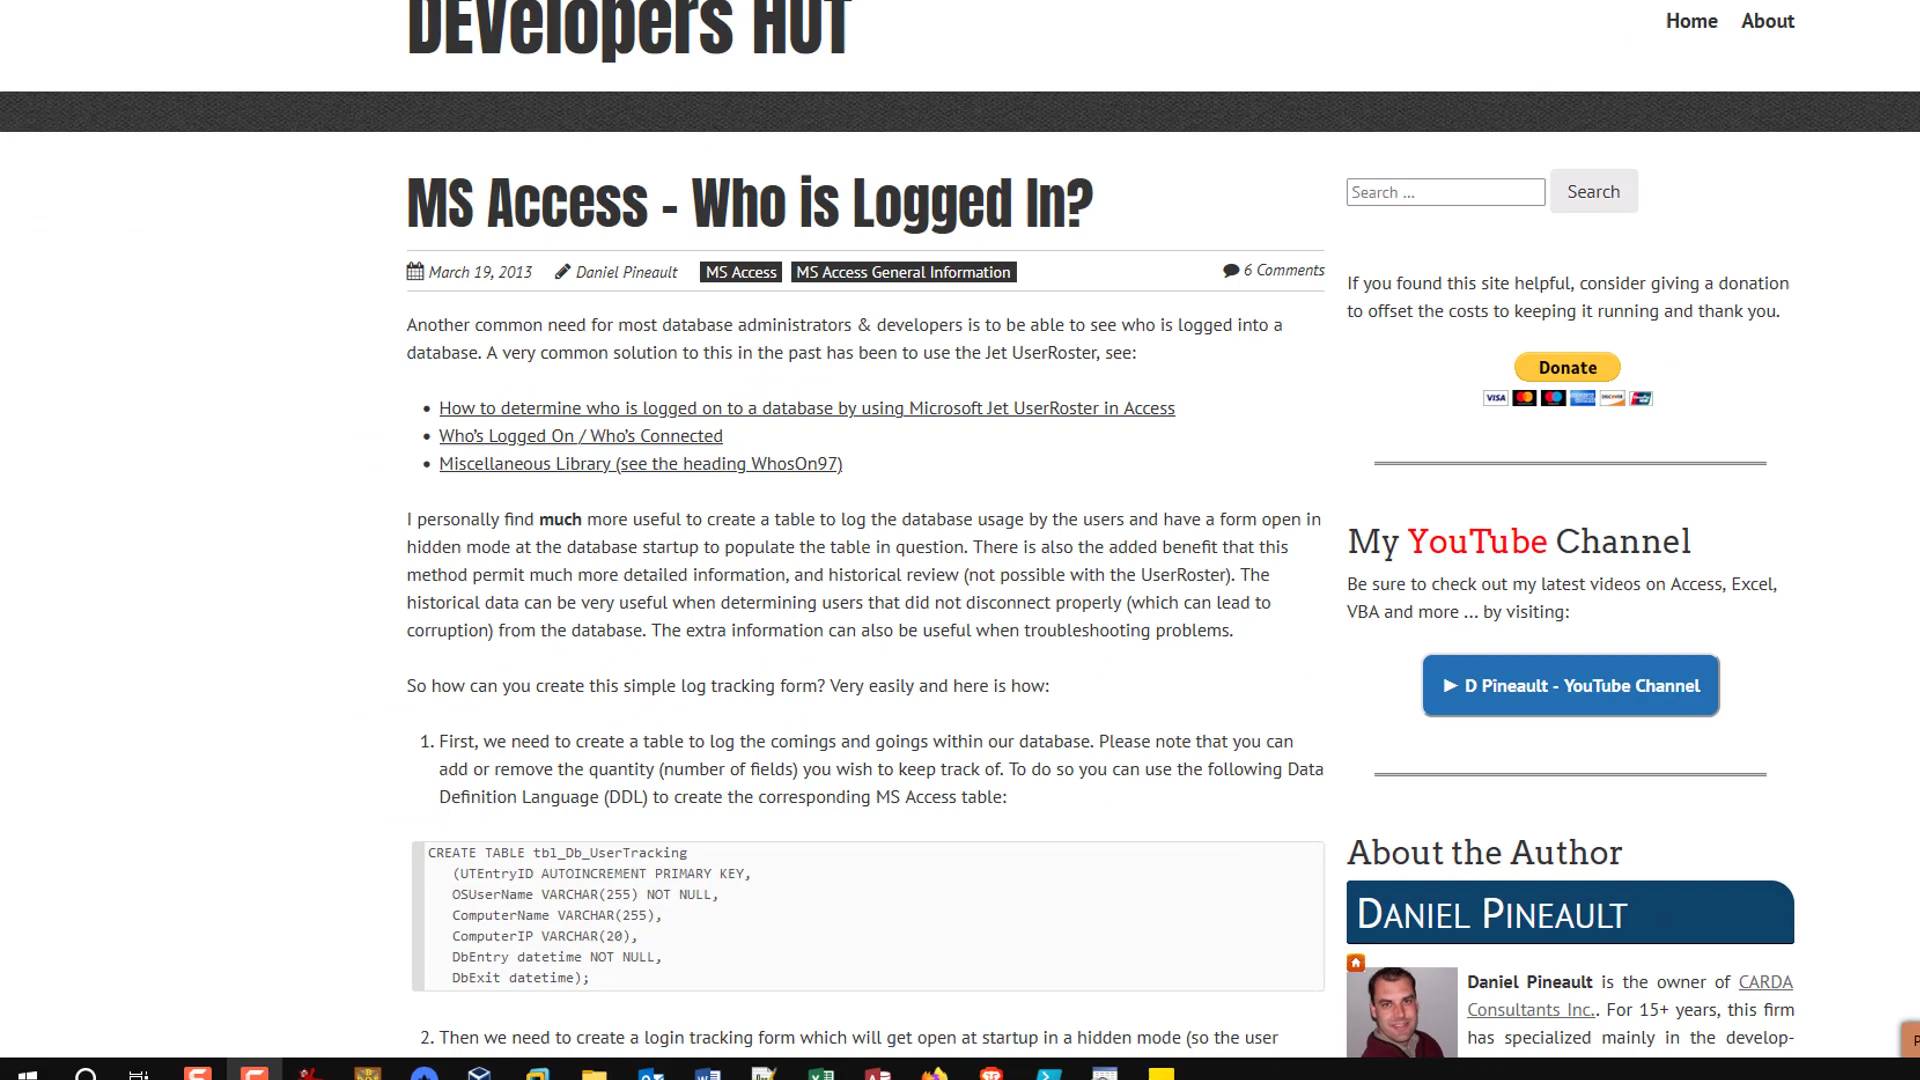 DEVelopers HUT
Home About
MS Access - Who is Logged In?
March 19, 2013 Daniel Pineault MS Access MS Access General Information 6 Comments
Another common need for most database administrators & developers is to be able to see who is logged into a
database. A very common solution to this in the past has been to use the Jet UserRoster, see:
• How to determine who is logged on to a database by using Microsoft Jet UserRoster in Access
• Who's Logged On / Who's Connected
• Miscellaneous Library (see the heading WhosOn97)
I personally find much more useful to create a table to log the database usage by the users and have a form open in
hidden mode at the database startup to populate the table in question. There is also the added benefit that this
method permit much more detailed information, and historical review (not possible with the UserRoster). The
historical data can be very useful when determining users that did not disconnect properly (which can lead to
corruption) from the database. The extra information can also be useful when troubleshooting problems.
So how can you create this simple log tracking form? Very easily and here is how:
1. First, we need to create a table to log the comings and goings within our database. Please note that you can
add or remove the quantity (number of fields) you wish to keep track of. To do so you can use the following Data
Definition Language (DDL) to create the corresponding MS Access table:
CREATE TABLE tbl_Db_UserTracking
(UTEntryID AUTOINCREMENT PRIMARY KEY,
OSUserName VARCHAR(255) NOT NULL,
ComputerName VARCHAR(255),
ComputerIP VARCHAR(20),
DbEntry datetime NOT NULL,
DbExit datetime);
2. Then we need to create a login tracking form which will get open at startup in a hidden mode (so the user
Search ... Search
If you found this site helpful, consider giving a donation
to offset the costs to keeping it running and thank you.
Donate
VISA
My YouTube Channel
Be sure to check out my latest videos on Access, Excel,
VBA and more ... by visiting:
► D Pineault - YouTube Channel
About the Author
Daniel Pineault
Daniel Pineault is the owner of CARDA
Consultants Inc.. For 15+ years, this firm
has specialized mainly in the develop-